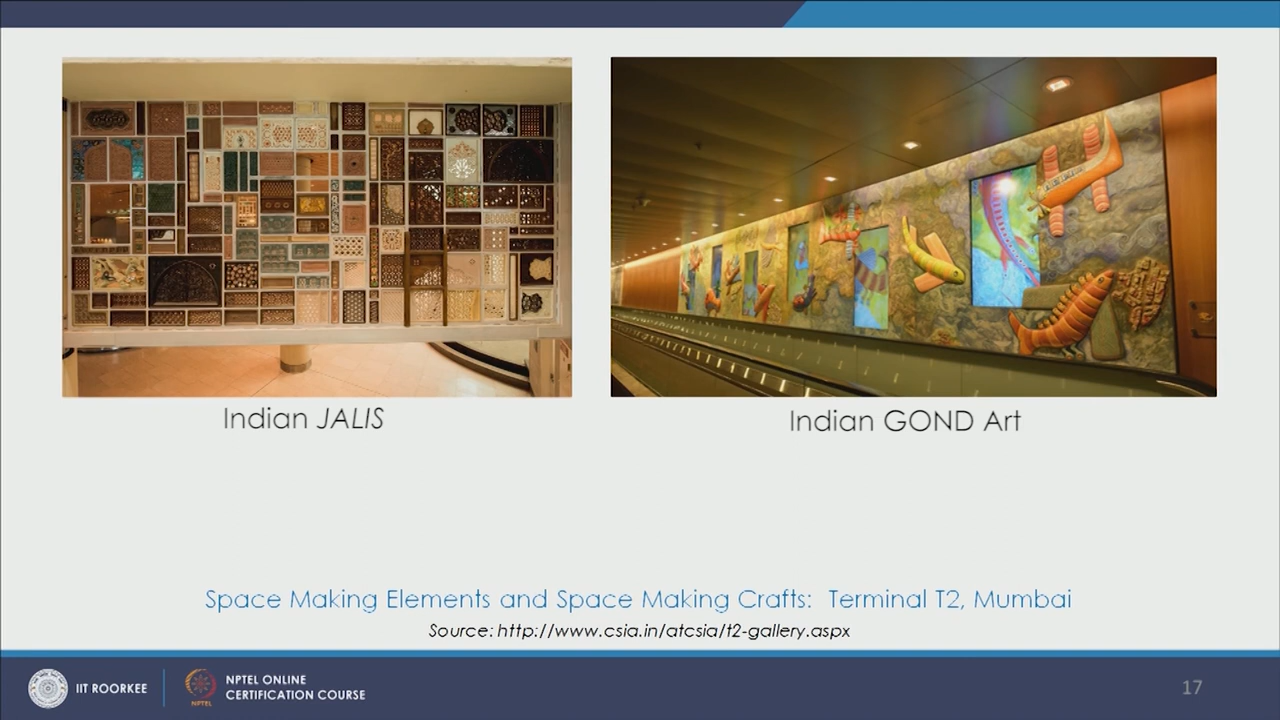 Indian JALIS
Indian GOND Art
Space Making Elements and Space Making Crafts:  Terminal T2, Mumbai
Source: http://www.csia.in/atcsia/t2-gallery.aspx
IIT ROORKEE
NPTEL
NPTEL ONLINE
CERTIFICATION COURSE
17